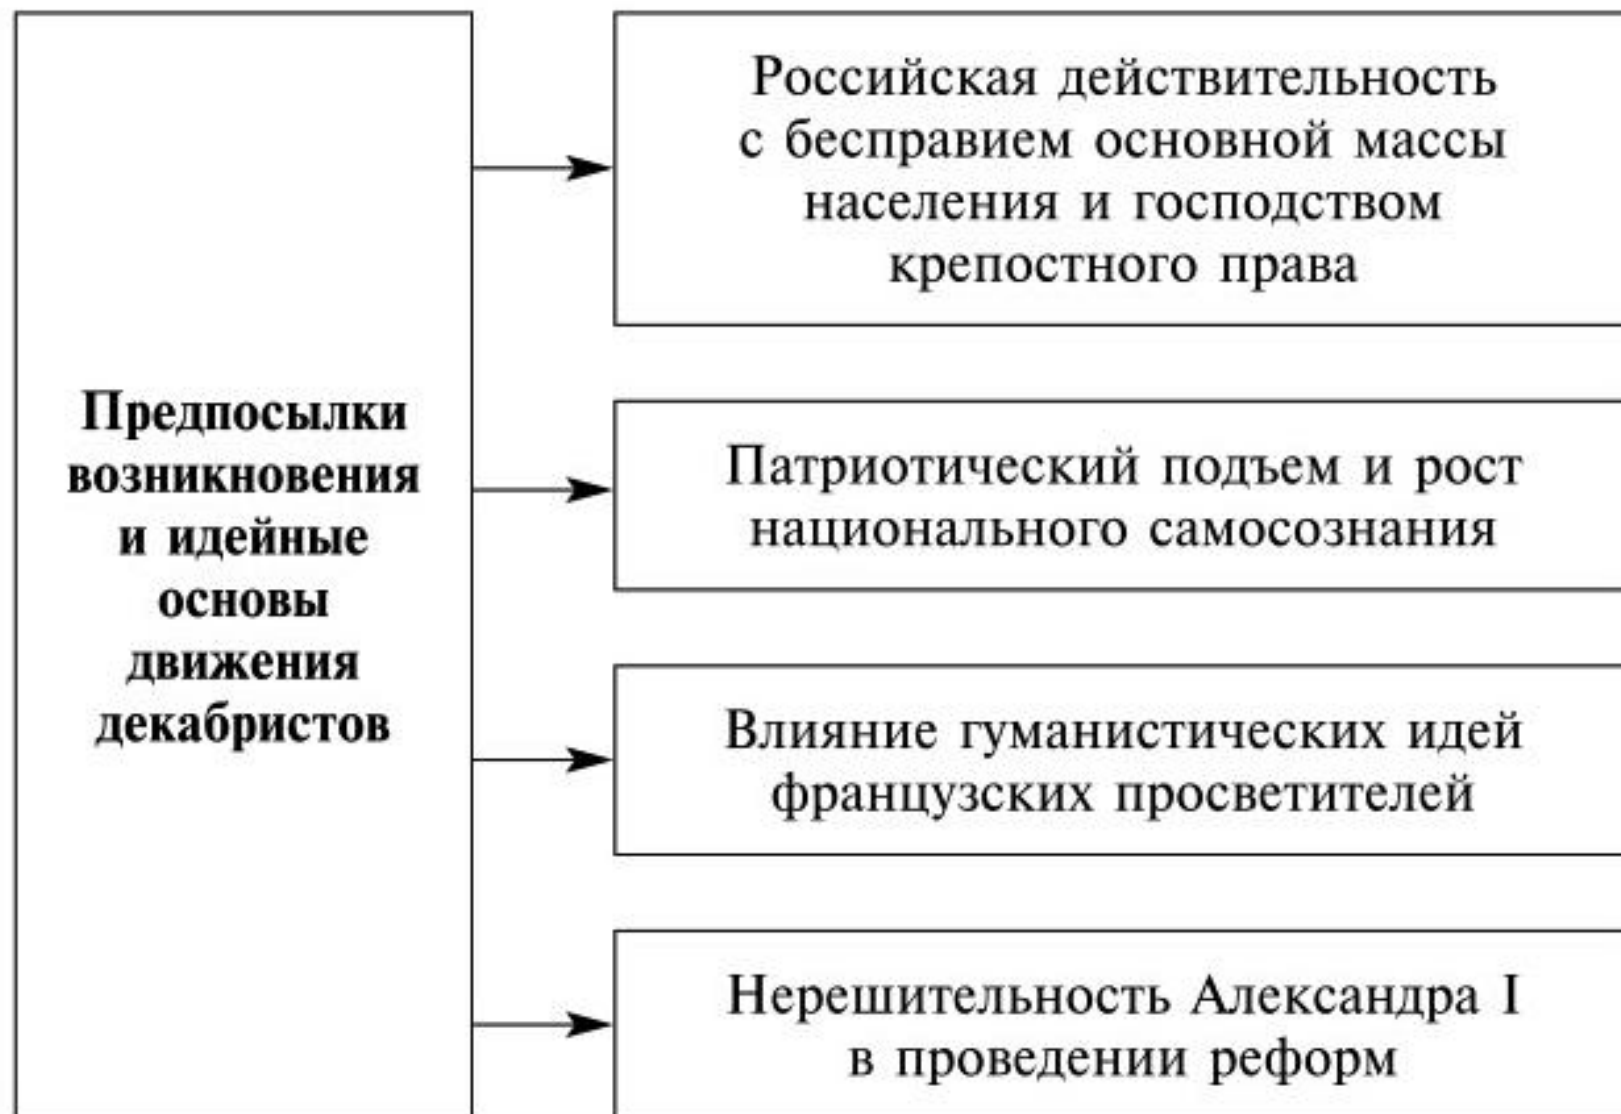 Предпосылки
возникновения
и идейные
основы
движения
декабристов
Российская действительность
с бесправием основной массы
населения и господством
крепостного права
Патриотический подъем и рост
национального самосознания
Влияние гуманистических идей
французских просветителей
Нерешительность Александра I
в проведении реформ